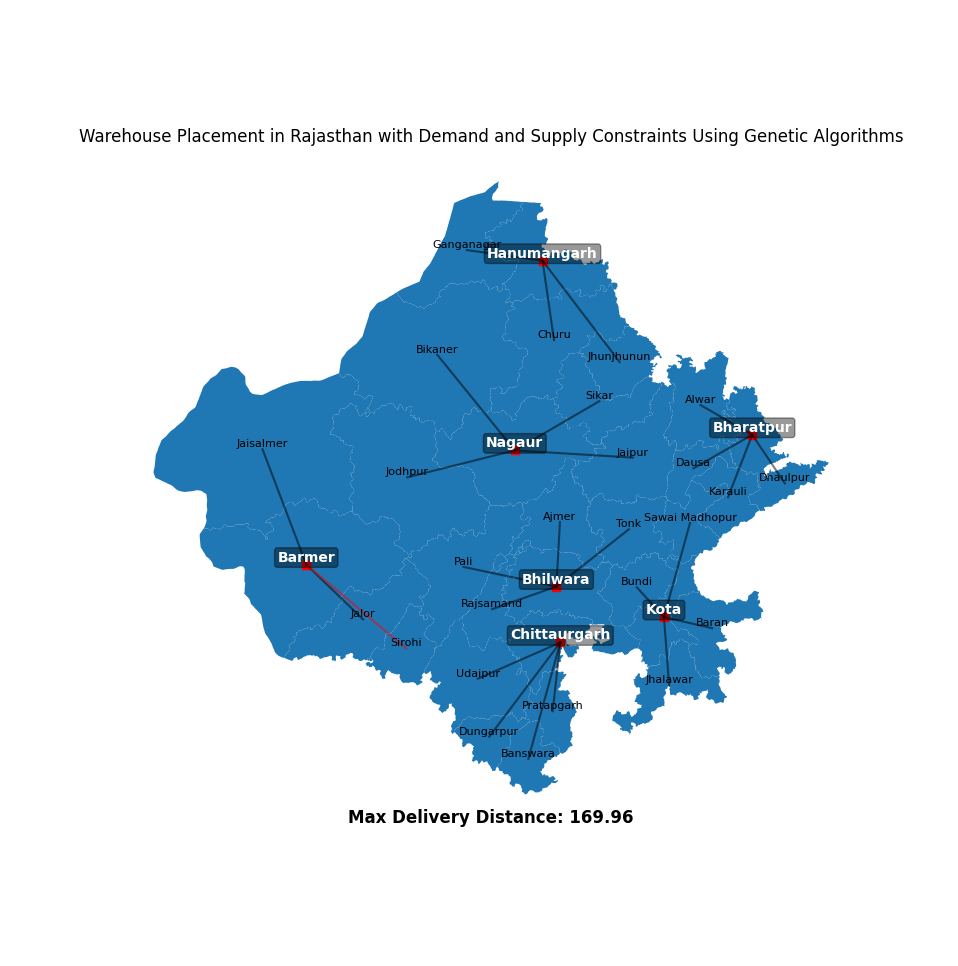 Warehouse Placement in Rajasthan with Demand and Supply Constraints Using Genetic Algorithms
Ganganagar
Hanumangarh
Churu
Bikaner
Jhunjhunun
Sikar
Alwar
Bharatpur
Jaisalmer
Nagaur
Jaipur
Dausa
Jodhpur
Dhaulpur
Karauli
Ajmer
Sawai Madhopur
Tonk
Barmer
Pali
Bhilwara
Bundi
Rajsamand
Kota
Jalor
Baran
Chittaurgarh
Sirohi
Udaipur
Jhalawar
Pratapgarh
Dungarpur
Banswara
Max Delivery Distance: 169.96